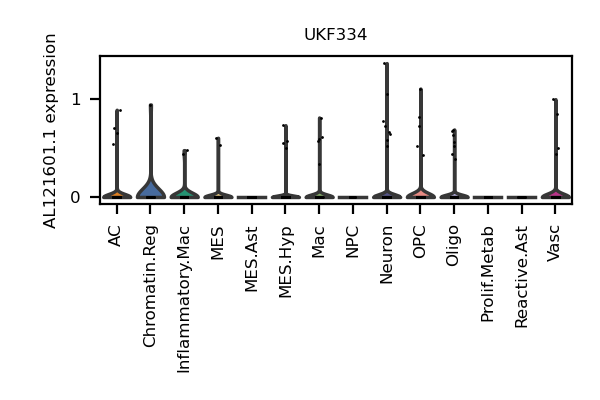 UKF334
AL121601.1 expression
1
0
AC
Chromatin.Reg
Inflammatory.Mac
MES
MES.Ast
MES.Hyp
Mac
NPC
Neuron
OPC
Oligo
Prolif.Metab
Reactive.Ast
Vasc